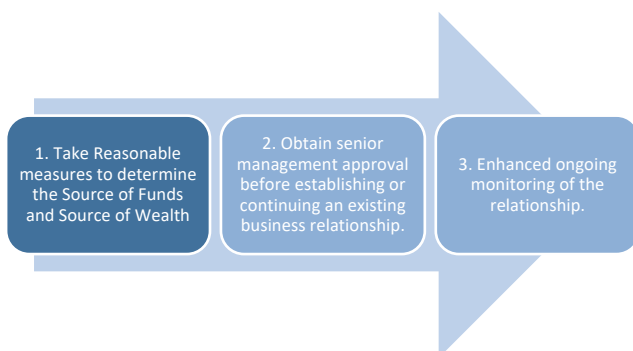 1. Take Reasonable
measures to determine
the Source of Funds
and Source of Wealth
2. Obtain senior
management approval
before establishing or
continuing an existing
business relationship.
3. Enhanced ongoing
monitoring of the
relationship.